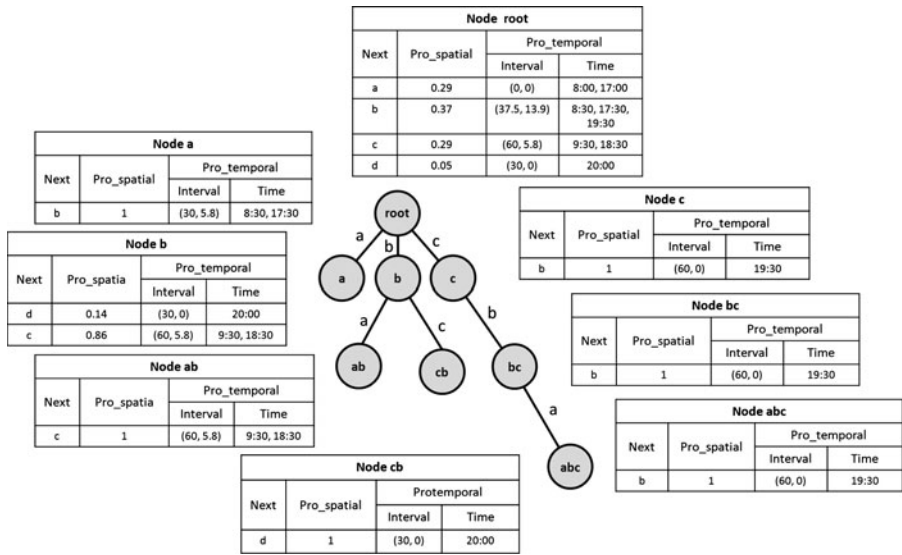 Node root
Next Pro_spatial Pro_temporal
Interval Time
a 0.29 (0, 0) 8:00, 17:00
b 0.37 (37.5, 13.9) 8:30, 17:30,
19:30
c 0.29 (60, 5.8) 9:30, 18:30
d 0.05 (30, 0) 20:00
Node a
Next Pro_spatial Pro_temporal
Interval Time
b 1 (30, 5.8) 8:30, 17:30
Node b
Next Pro_spatia Pro_temporal
Interval Time
d 0.14 (30, 0) 20:00
c 0.86 (60, 5.8) 9:30, 18:30
Node ab
Next Pro_spatia Pro_temporal
Interval Time
c 1 (60, 5.8) 9:30, 18:30
Node cb
Next Pro_spatial Protemporal
Interval Time
d 1 (30, 0) 20:00
root
a b c
a b c
a c b
ab cb bc
a
abc
Node c
Next Pro_spatial Pro_temporal
Interval Time
b 1 (60, 0) 19:30
Node bc
Next Pro_spatial Pro_temporal
Interval Time
b 1 (60, 0) 19:30
Node abc
Next Pro_spatial Pro_temporal
Interval Time
b 1 (60, 0) 19:30